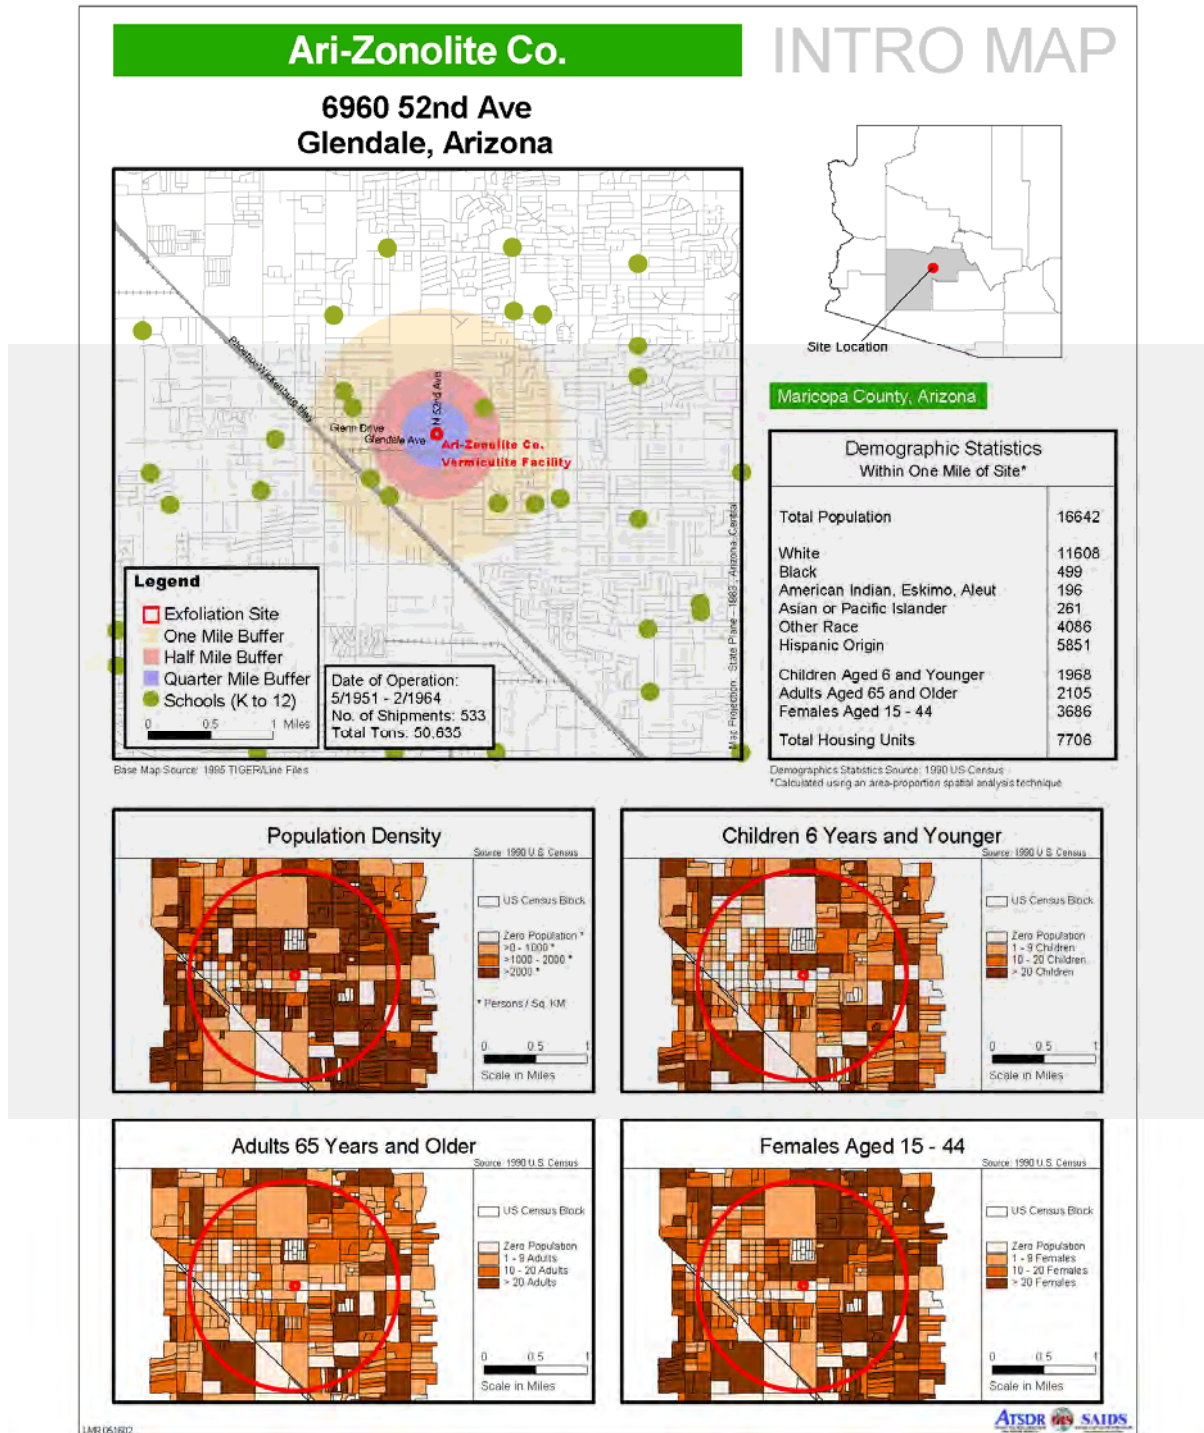 Ari-Zonolite Co.
INTRO MAP
6960 52nd Ave
Glendale, Arizona
Phoenix-Wickenburg Hwy
N 52nd Ave
Glenn Drive
Glendale Ave
Ari-Zonolite Co.
Vermiculite Facility
Map Projection: State Plane - 1983, Arizona, Central
Legend
Exfoliation Site
One Mile Buffer
Half Mile Buffer
Quarter Mile Buffer
Schools (K to 12)
0 0.5 1 Miles
Date of Operation:
5/1951 - 2/1964
No. of Shipments: 533
Total Tons: 50,635
Base Map Source: 1995 TIGER/Line Files
Site Location
Maricopa County, Arizona
Demographic Statistics
Within One Mile of Site*
Total Population 16642
White 11608
Black 499
American Indian, Eskimo, Aleut 196
Asian or Pacific Islander 261
Other Race 4086
Hispanic Origin 5851
Children Aged 6 and Younger 1968
Adults Aged 65 and Older 2105
Females Aged 15 - 44 3686
Total Housing Units 7706
Demographics Statistics Source: 1990 US Census
*Calculated using an area-proportion spatial analysis technique
Population Density
Source: 1990 U.S. Census
US Census Block
Zero Population *
>0 - 1000 *
>1000 - 2000 *
>2000 *
* Persons / Sq. KM
0 0.5 1
Scale in Miles
Children 6 Years and Younger
Source: 1990 U.S. Census
US Census Block
Zero Population
1 - 9 Children
10 - 20 Children
> 20 Children
0 0.5 1
Scale in Miles
Adults 65 Years and Older
Source: 1990 U.S. Census
US Census Block
Zero Population
1 - 9 Adults
10 - 20 Adults
> 20 Adults
0 0.5 1
Scale in Miles
Females Aged 15 - 44
Source: 1990 U.S. Census
US Census Block
Zero Population
1 - 9 Females
10 - 20 Females
> 20 Females
0 0.5 1
Scale in Miles
ATSDR GIS SAIDS